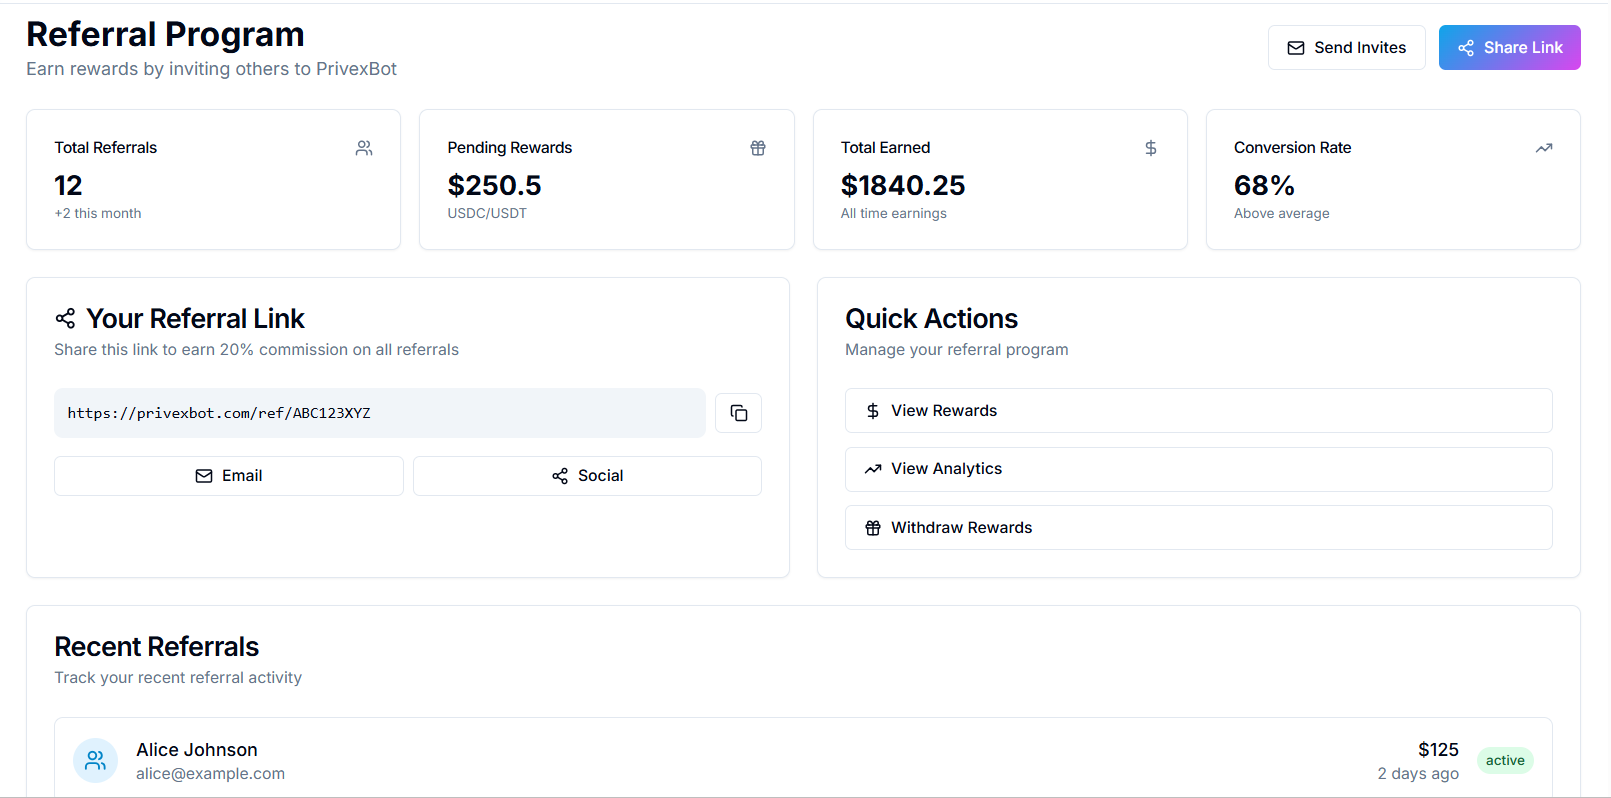 Referral Program
Earn rewards by inviting others to PrivexBot
Send Invites
Share Link
Total Referrals
12
+2 this month
Pending Rewards
$250.5
USDC/USDT
Total Earned
$1840.25
All time earnings
Conversion Rate
68%
Above average
Your Referral Link
Share this link to earn 20% commission on all referrals
https://privexbot.com/ref/ABC123XYZ
Email
Social
Quick Actions
Manage your referral program
View Rewards
View Analytics
Withdraw Rewards
Recent Referrals
Track your recent referral activity
Alice Johnson
alice@example.com
$125
2 days ago
active